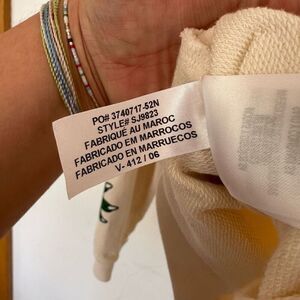 PO# 3740717-52N
STYLE# SJ9823
FABRIQUÉ AU MAROC
FABRICADO EM MARROCOS
FABRICADO EN MARRUECOS
V- 412 / 06